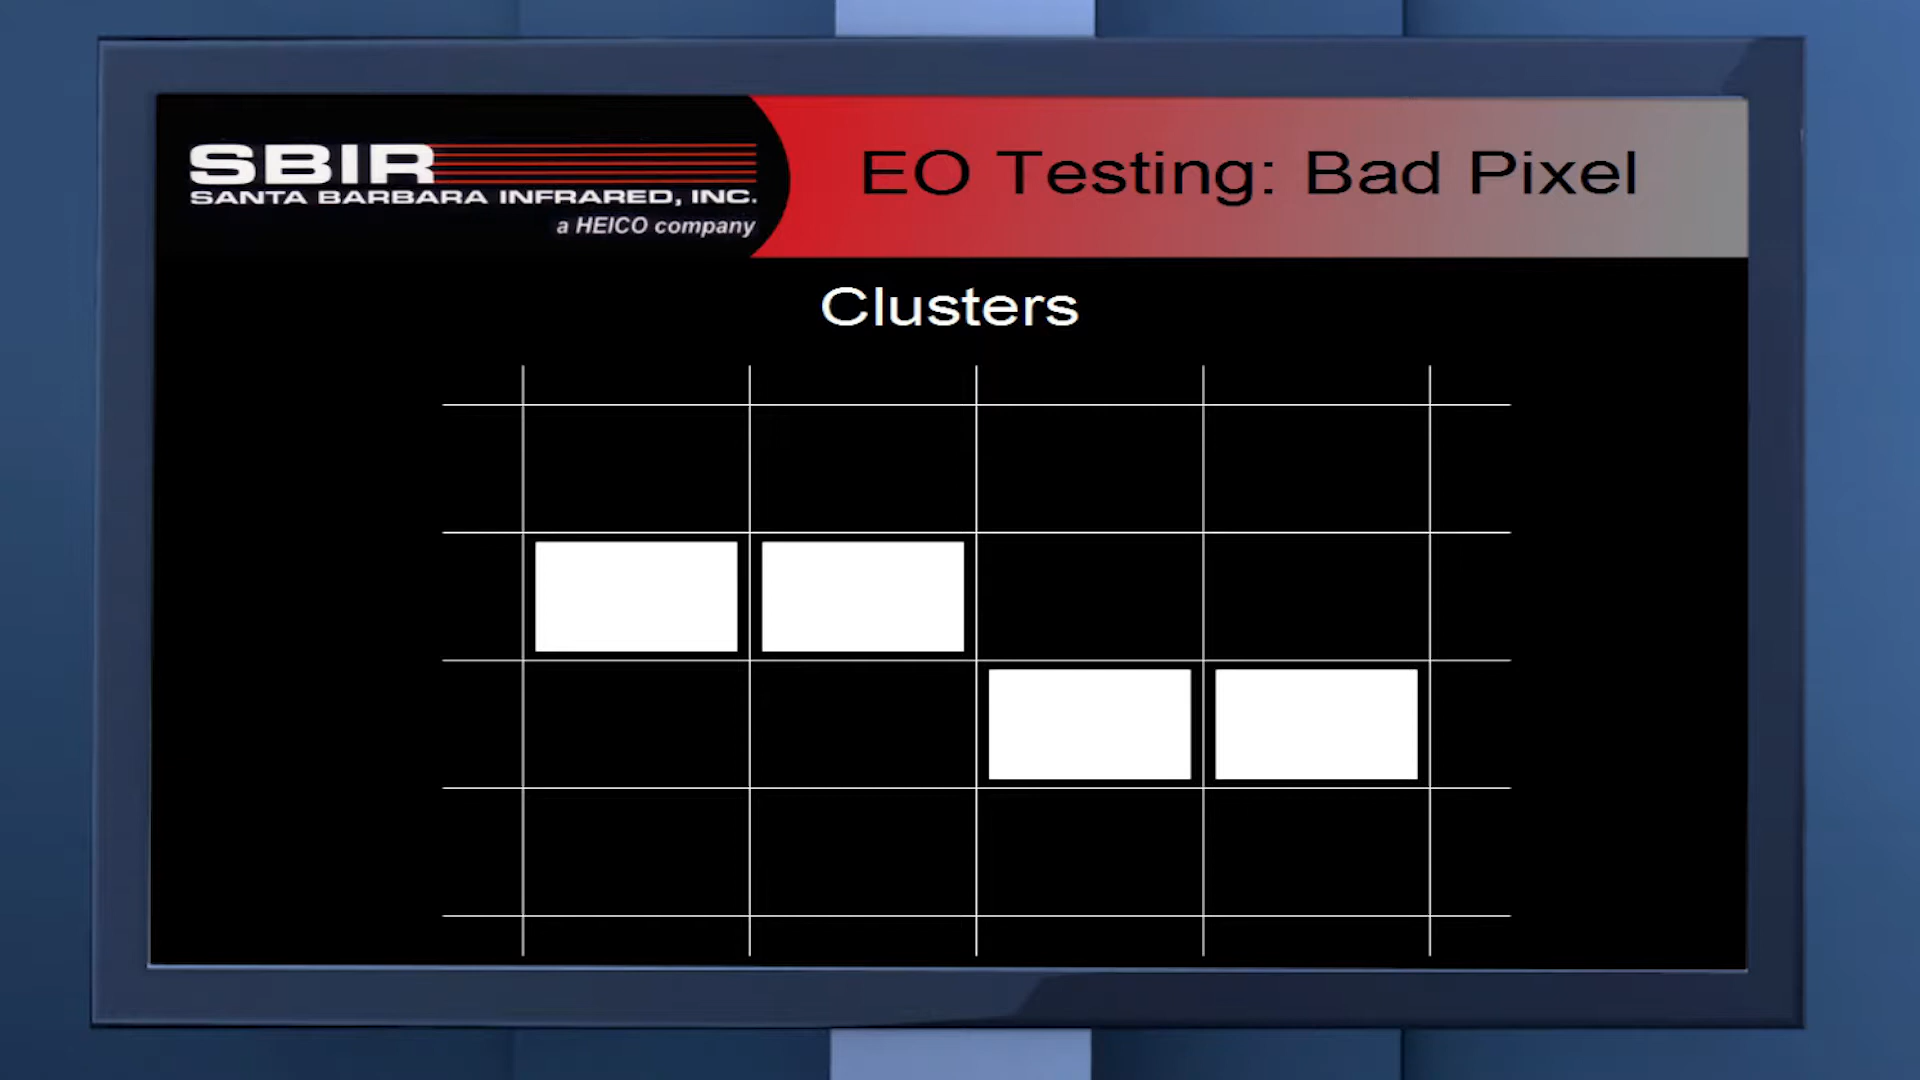 SBIR
SANTA BARBARA INFRARED, INC.
a HEICO company
EO Testing: Bad Pixel
Clusters